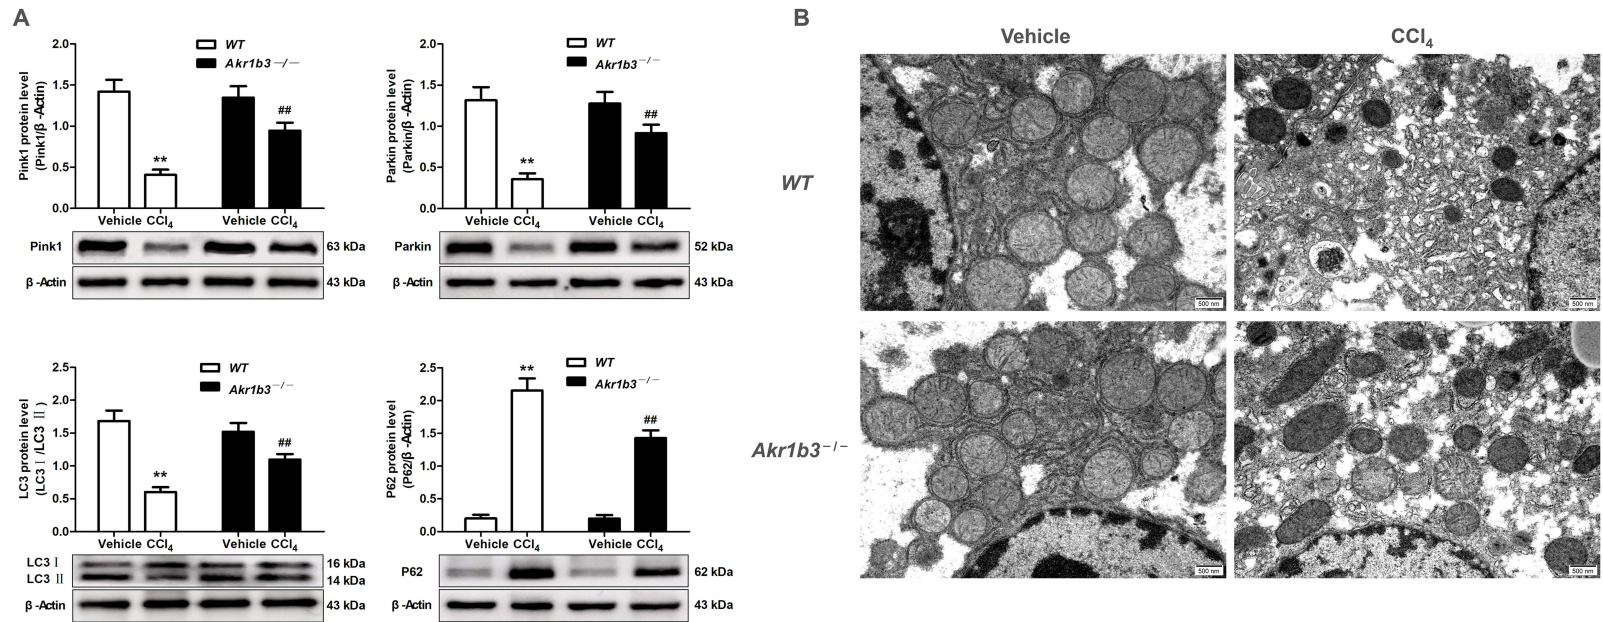 A
2.0
1.5
1.0
0.5
0.0
Pink1 protein level
(Pink1/β-Actin)
WT
Akr1b3−/−
**
##
Vehicle CCl4 Vehicle CCl4
Pink1 63 kDa
β-Actin 43 kDa
2.0
1.5
1.0
0.5
0.0
Parkin protein level
(Parkin/β-Actin)
WT
Akr1b3−/−
**
##
Vehicle CCl4 Vehicle CCl4
Parkin 52 kDa
β-Actin 43 kDa
2.5
2.0
1.5
1.0
0.5
0.0
LC3 protein level
(LC3Ⅰ/LC3Ⅱ)
WT
Akr1b3−/−
**
##
Vehicle CCl4 Vehicle CCl4
LC3Ⅰ 16 kDa
LC3Ⅱ 14 kDa
β-Actin 43 kDa
2.5
2.0
1.5
1.0
0.5
0.0
P62 protein level
(P62/β-Actin)
WT
Akr1b3−/−
**
##
Vehicle CCl4 Vehicle CCl4
P62 62 kDa
β-Actin 43 kDa
B
Vehicle CCl4
WT
500 nm 500 nm
Akr1b3−/−
500 nm 500 nm